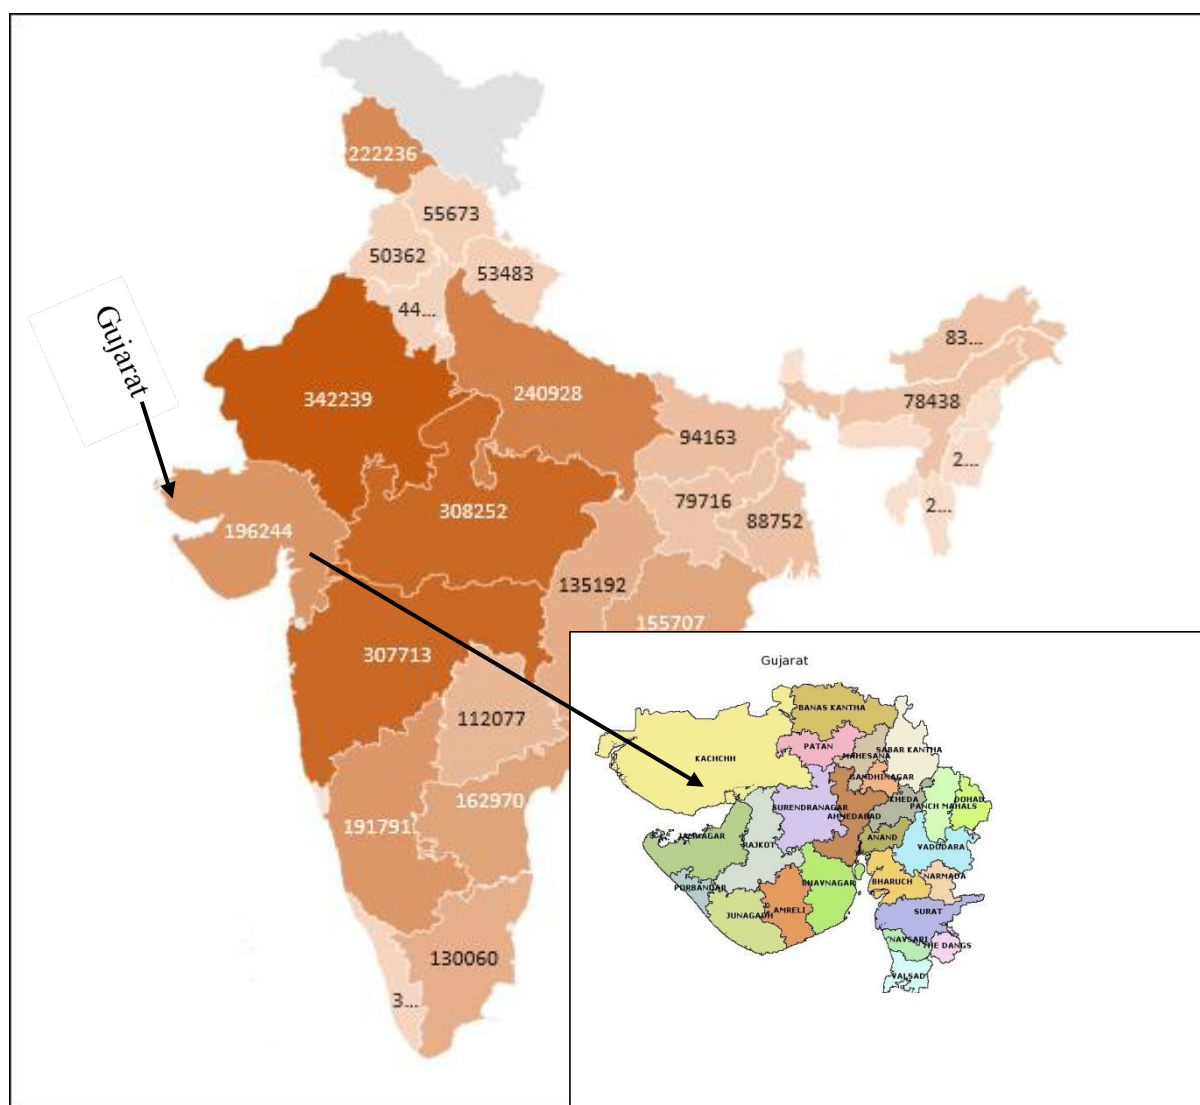 222236
55673
50362
53483
44...
83...
Gujarat
342239
240928
78438
94163
2...
79716
2...
308252
88752
196244
135192
155707
307713
112077
162970
191791
130060
3...
Gujarat
BANAS KANTHA
PATAN
SABAR KANTHA
MAHESANA
KACHCHH
GANDHINAGAR
KHEDA
DOHAD
PANCH MAHALS
SURENDRANAGAR
AHMEDABAD
JAMNAGAR
ANAND
VADODARA
RAJKOT
NARMADA
BHARUCH
BHAVNAGAR
PORBANDAR
AMRELI
SURAT
JUNAGADH
NAVSARI
THE DANGS
VALSAD